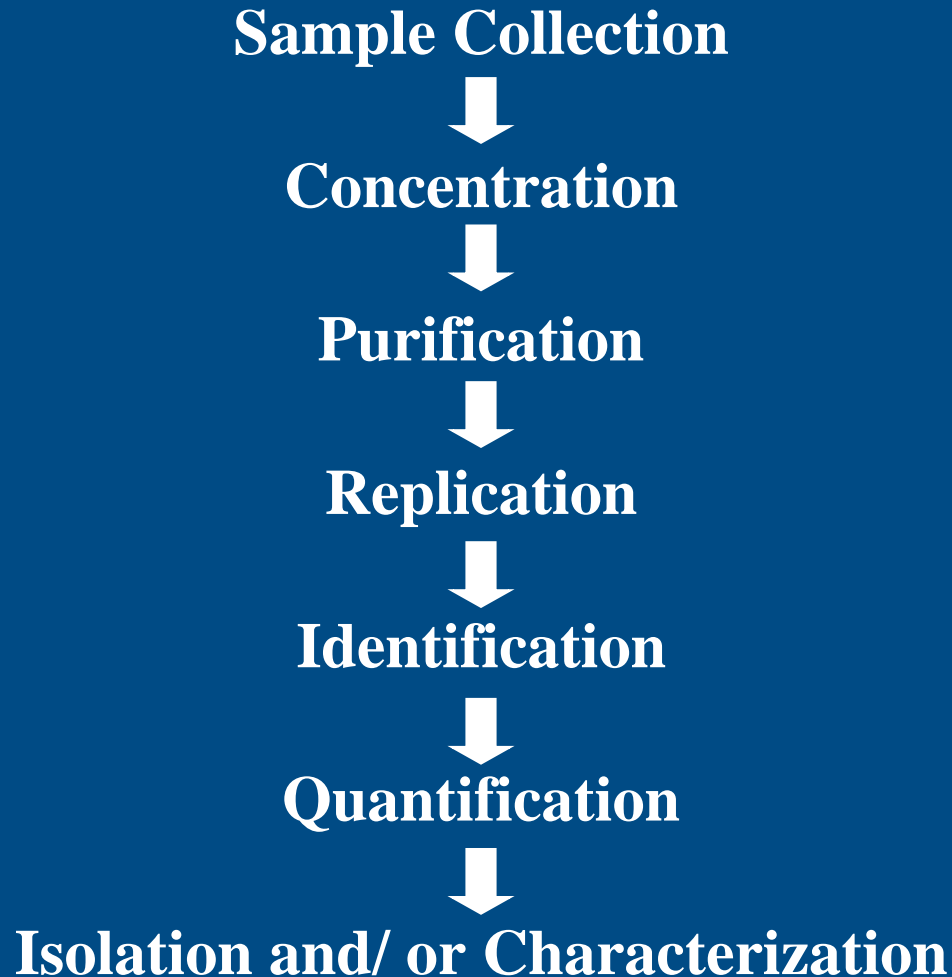 Sample Collection
Concentration
Purification
Replication
Identification
Quantification
Isolation and/ or Characterization